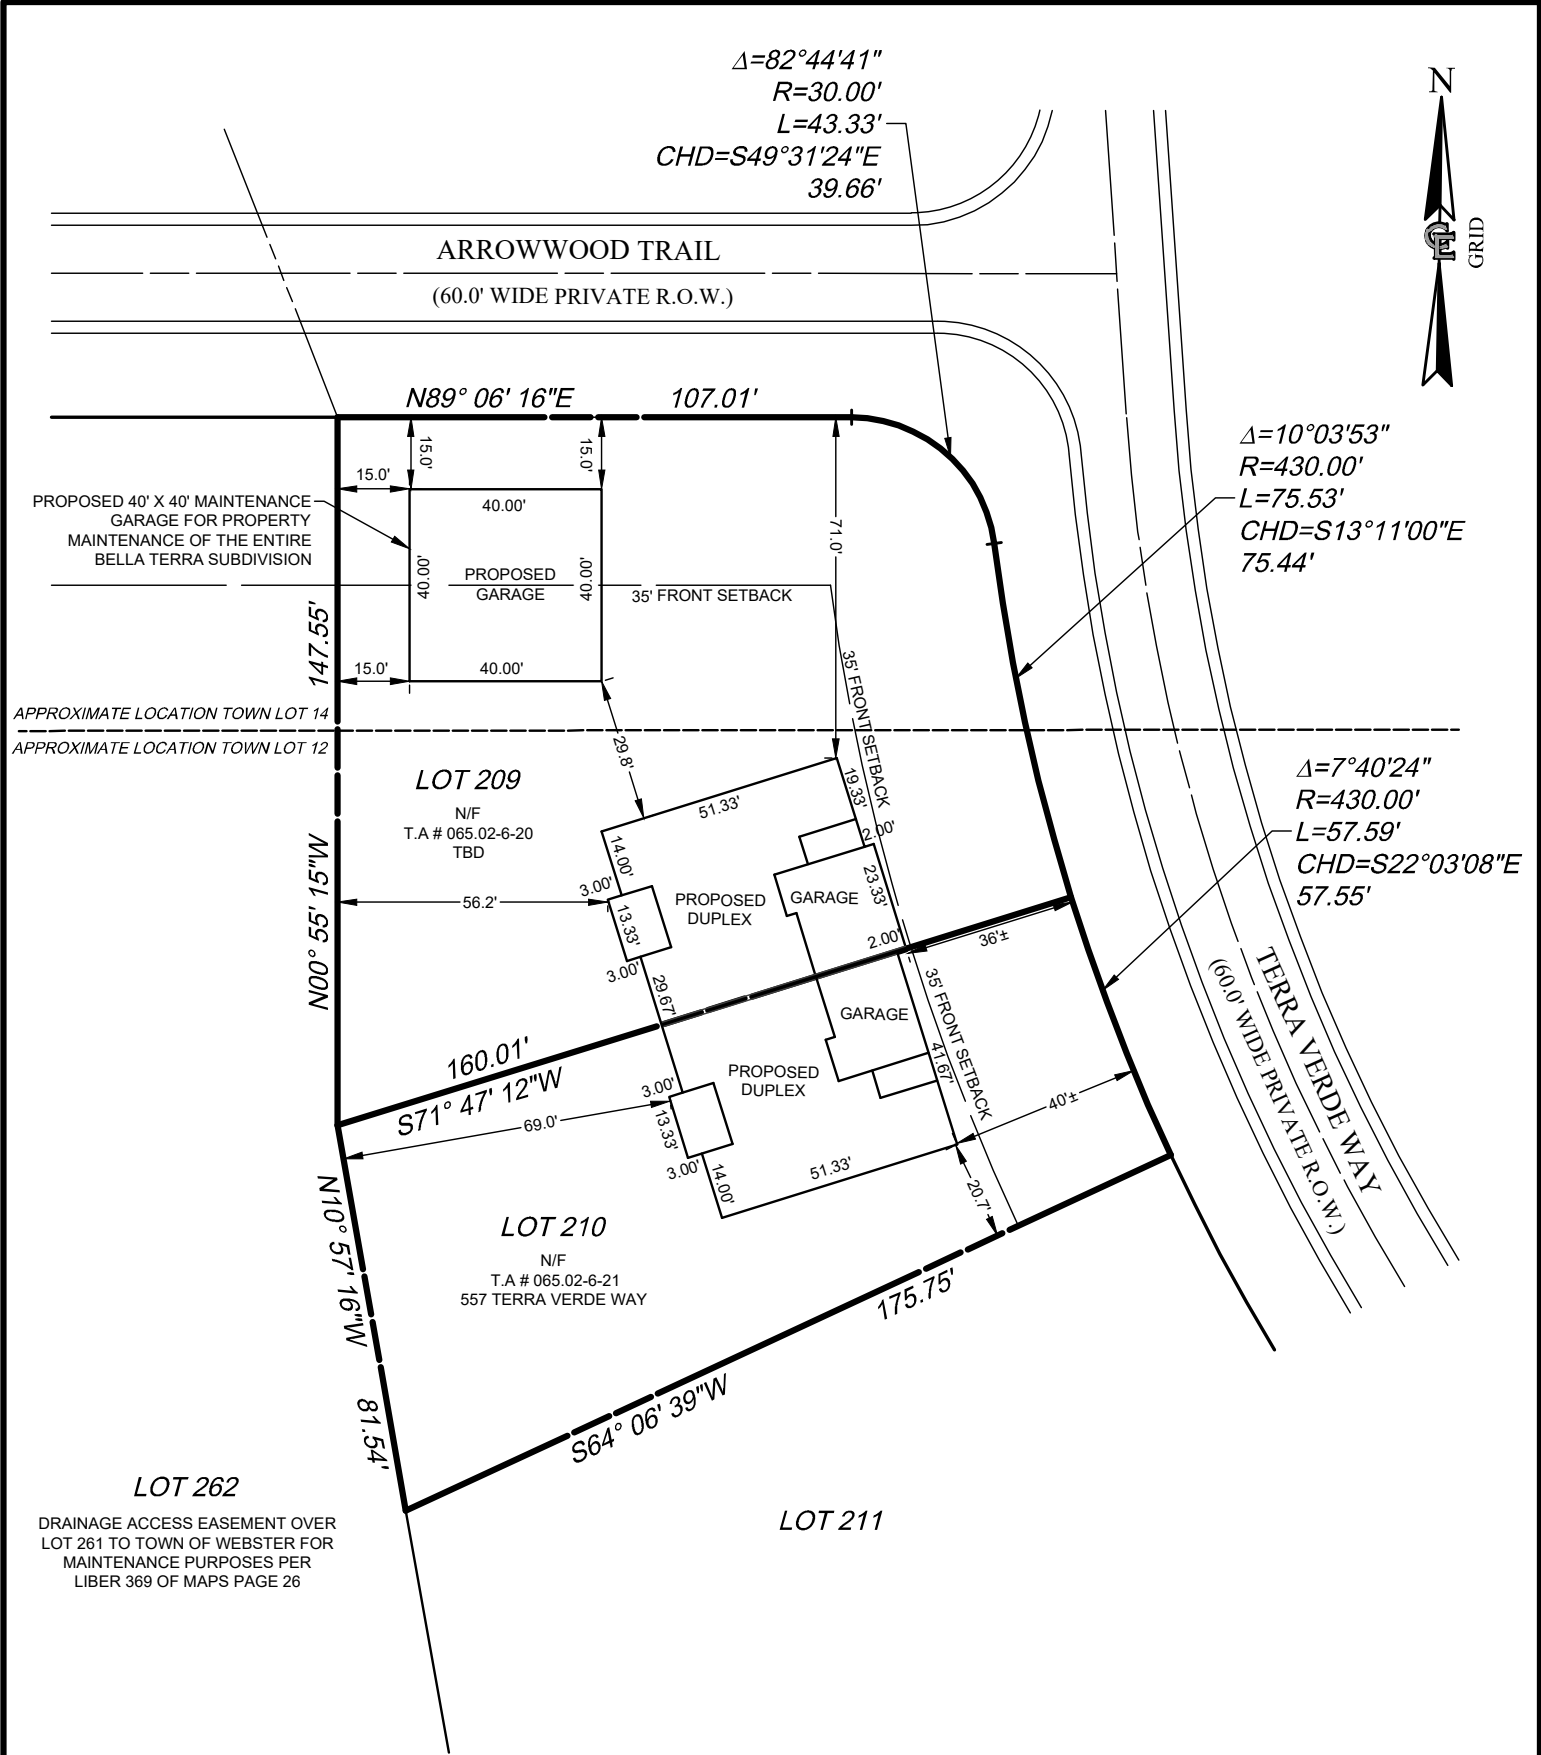 Δ=82°44'41"
R=30.00'
L=43.33'
CHD=S49°31'24"E
39.66'
N
GRID
ARROWWOOD TRAIL
(60.0' WIDE PRIVATE R.O.W.)
N89° 06' 16"E 107.01'
Δ=10°03'53"
R=430.00'
L=75.53'
CHD=S13°11'00"E
75.44'
15.0'
15.0'
15.0'
40.00'
PROPOSED 40' X 40' MAINTENANCE
GARAGE FOR PROPERTY
MAINTENANCE OF THE ENTIRE
BELLA TERRA SUBDIVISION
71.0'
40.00'
PROPOSED
GARAGE
40.00'
35' FRONT SETBACK
147.55'
15.0'
40.00'
35' FRONT SETBACK
APPROXIMATE LOCATION TOWN LOT 14
APPROXIMATE LOCATION TOWN LOT 12
29.8'
LOT 209
N/F
T.A # 065.02-6-20
TBD
51.33'
19.33'
2.00'
Δ=7°40'24"
R=430.00'
L=57.59'
CHD=S22°03'08"E
57.55'
14.00'
3.00'
56.2'
13.33'
PROPOSED
DUPLEX
GARAGE
23.33'
N00° 55' 15"W
3.00'
2.00'
36'±
29.67'
GARAGE
35' FRONT SETBACK
TERRA VERDE WAY
(60.0' WIDE PRIVATE R.O.W.)
160.01'
S71° 47' 12"W
41.67'
3.00'
PROPOSED
DUPLEX
69.0'
13.33'
40'±
3.00'
14.00'
51.33'
20.7'
N10° 57' 16"W
LOT 210
N/F
T.A # 065.02-6-21
557 TERRA VERDE WAY
175.75'
S64° 06' 39"W
81.54'
LOT 262
DRAINAGE ACCESS EASEMENT OVER
LOT 261 TO TOWN OF WEBSTER FOR
MAINTENANCE PURPOSES PER
LIBER 369 OF MAPS PAGE 26
LOT 211